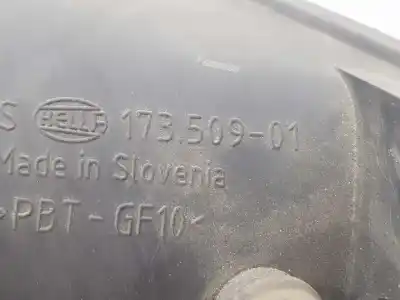 S HELLA 173.509-01
Made in Slovenia
>PBT-GF10<